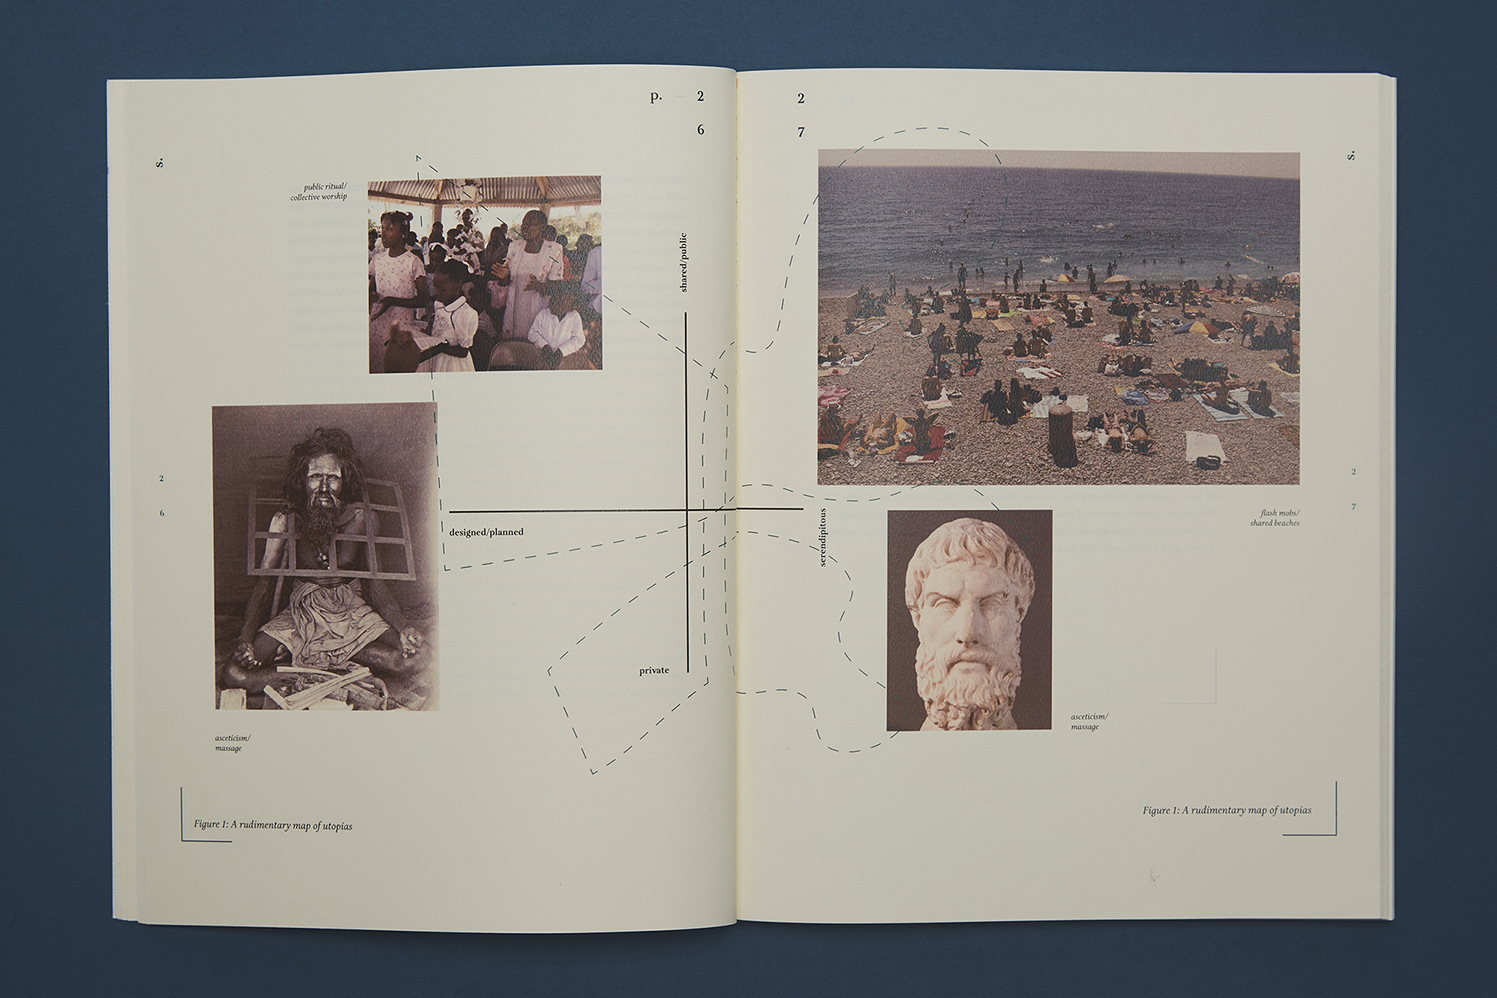 p. 2
6
s.
public ritual/
collective worship
shared/public
2
6
designed/planned
private
asceticism/
massage
Figure 1: A rudimentary map of utopias
2
7
s.
2
7
flash mobs/
shared beaches
serendipitous
asceticism/
massage
Figure 1: A rudimentary map of utopias